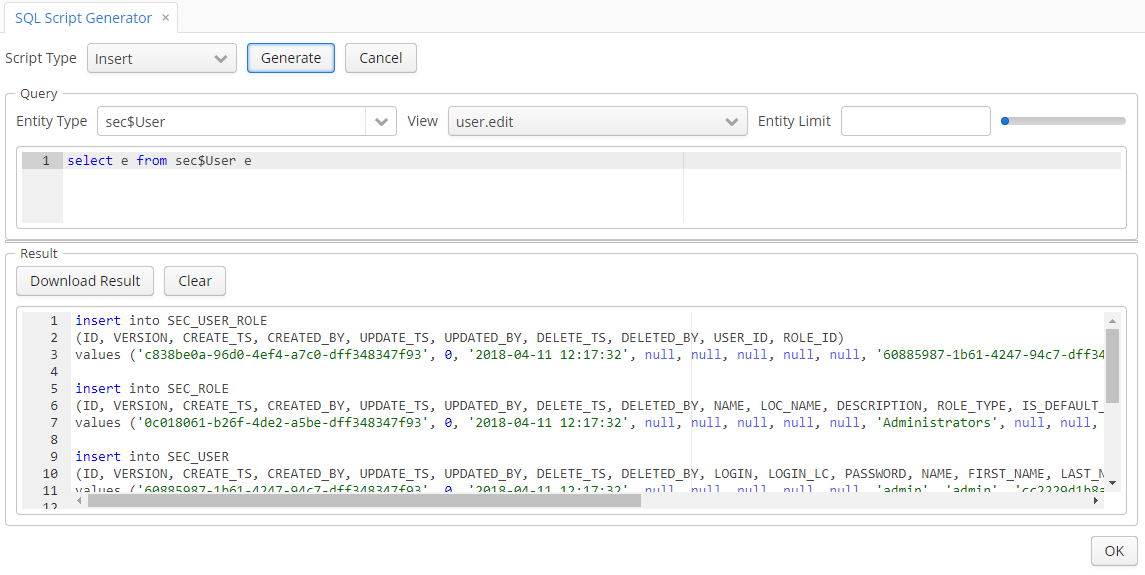 SQL Script Generator ×
Script Type Insert Generate Cancel
Query
Entity Type sec$User View user.edit Entity Limit
1 select e from sec$User e
Result
Download Result Clear
1 insert into SEC_USER_ROLE
2 (ID, VERSION, CREATE_TS, CREATED_BY, UPDATE_TS, UPDATED_BY, DELETE_TS, DELETED_BY, USER_ID, ROLE_ID)
3 values ('c838be0a-96d0-4ef4-a7c0-dff348347f93', 0, '2018-04-11 12:17:32', null, null, null, null, null, '60885987-1b61-4247-94c7-dff34
4
5 insert into SEC_ROLE
6 (ID, VERSION, CREATE_TS, CREATED_BY, UPDATE_TS, UPDATED_BY, DELETE_TS, DELETED_BY, NAME, LOC_NAME, DESCRIPTION, ROLE_TYPE, IS_DEFAULT_
7 values ('0c018061-b26f-4de2-a5be-dff348347f93', 0, '2018-04-11 12:17:32', null, null, null, null, null, 'Administrators', null, null,
8
9 insert into SEC_USER
10 (ID, VERSION, CREATE_TS, CREATED_BY, UPDATE_TS, UPDATED_BY, DELETE_TS, DELETED_BY, LOGIN, LOGIN_LC, PASSWORD, NAME, FIRST_NAME, LAST_N
11 values ('60885987-1b61-4247-94c7-dff348347f93', 0, '2018-04-11 12:17:32', null, null, null, null, null, 'admin', 'admin', 'cc2229d1b8a
12
OK